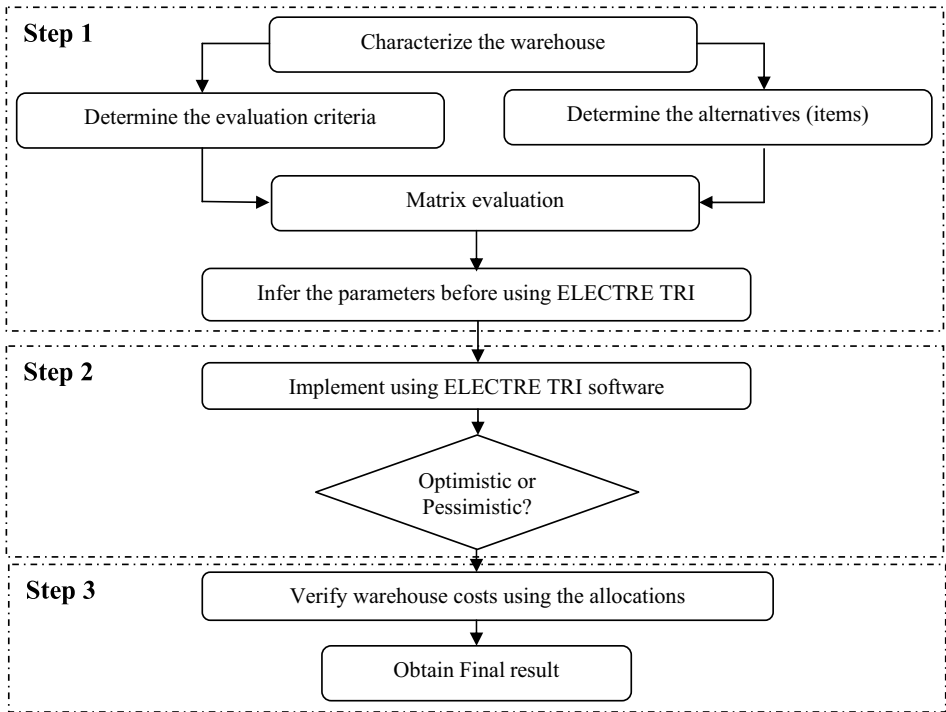 Step 1
Characterize the warehouse
Determine the evaluation criteria
Determine the alternatives (items)
Matrix evaluation
Infer the parameters before using ELECTRE TRI
Step 2
Implement using ELECTRE TRI software
Optimistic or
Pessimistic?
Step 3
Verify warehouse costs using the allocations
Obtain Final result